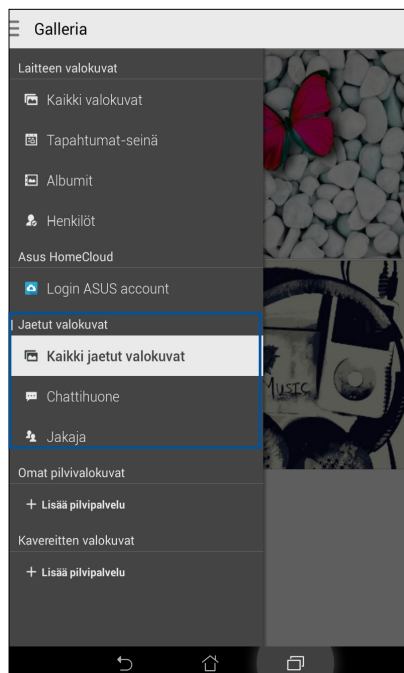 Galleria
Laitteen valokuvat
Kaikki valokuvat
Tapahtumat-seinä
Albumit
Henkilöt
Asus HomeCloud
Login ASUS account
Jaetut valokuvat
Kaikki jaetut valokuvat
Chattihuone
Jakaja
Omat pilvivalokuvat
+ Lisää pilvipalvelu
Kavereitten valokuvat
+ Lisää pilvipalvelu
MUSIC